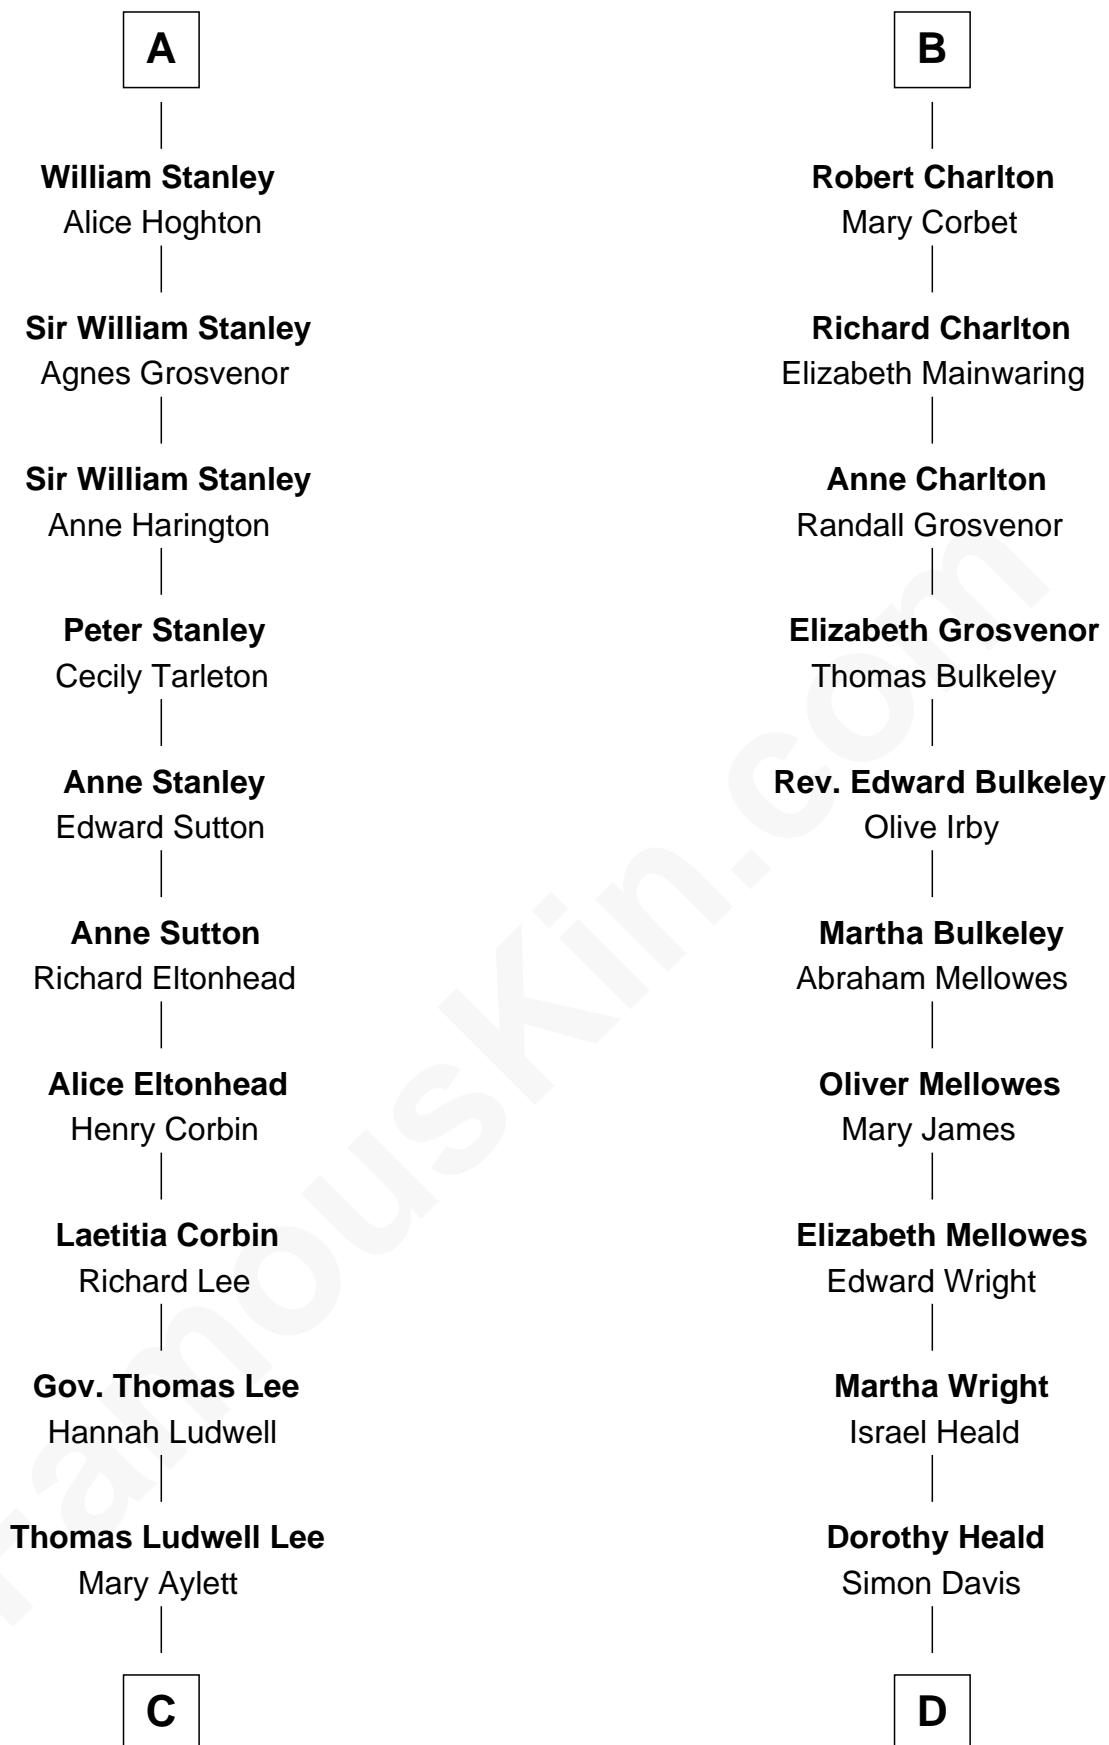 A
William Stanley
Alice Hoghton
Sir William Stanley
Agnes Grosvenor
Sir William Stanley
Anne Harington
Peter Stanley
Cecily Tarleton
Anne Stanley
Edward Sutton
Anne Sutton
Richard Eltonhead
Alice Eltonhead
Henry Corbin
Laetitia Corbin
Richard Lee
Gov. Thomas Lee
Hannah Ludwell
Thomas Ludwell Lee
Mary Aylett
C
B
Robert Charlton
Mary Corbet
Richard Charlton
Elizabeth Mainwaring
Anne Charlton
Randall Grosvenor
Elizabeth Grosvenor
Thomas Bulkeley
Rev. Edward Bulkeley
Olive Irby
Martha Bulkeley
Abraham Mellowes
Oliver Mellowes
Mary James
Elizabeth Mellowes
Edward Wright
Martha Wright
Israel Heald
Dorothy Heald
Simon Davis
D
FamousKin.com